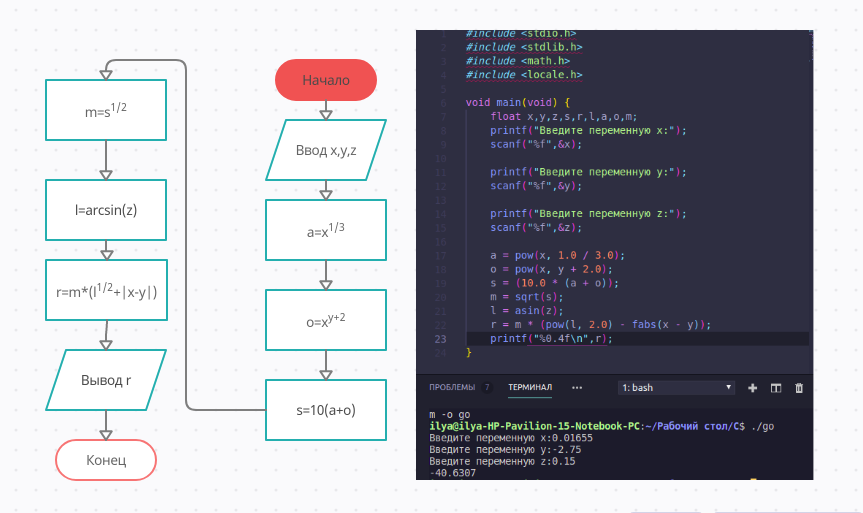 Начало
Ввод x,y,z
a=x^1/3
o=x^y+2
s=10(a+o)
m=s^1/2
l=arcsin(z)
r=m*(l^1/2+|x-y|)
Вывод r
Конец
1 #include <stdio.h>
2 #include <stdlib.h>
3 #include <math.h>
4 #include <locale.h>
5
6 void main(void) {
7 float x,y,z,s,r,l,a,o,m;
8 printf("Введите переменную x:");
9 scanf("%f",&x);
10
11 printf("Введите переменную y:");
12 scanf("%f",&y);
13
14 printf("Введите переменную z:");
15 scanf("%f",&z);
16
17 a = pow(x, 1.0 / 3.0);
18 o = pow(x, y + 2.0);
19 s = (10.0 * (a + o));
20 m = sqrt(s);
21 l = asin(z);
22 r = m * (pow(l, 2.0) - fabs(x - y));
23 printf("%0.4f\n",r);
24 }
ПРОБЛЕМЫ 7 ТЕРМИНАЛ ••• 1: bash
m -o go
ilya@ilya-HP-Pavilion-15-Notebook-PC:~/Рабочий стол/C$ ./go
Введите переменную x:0.01655
Введите переменную y:-2.75
Введите переменную z:0.15
-40.6307